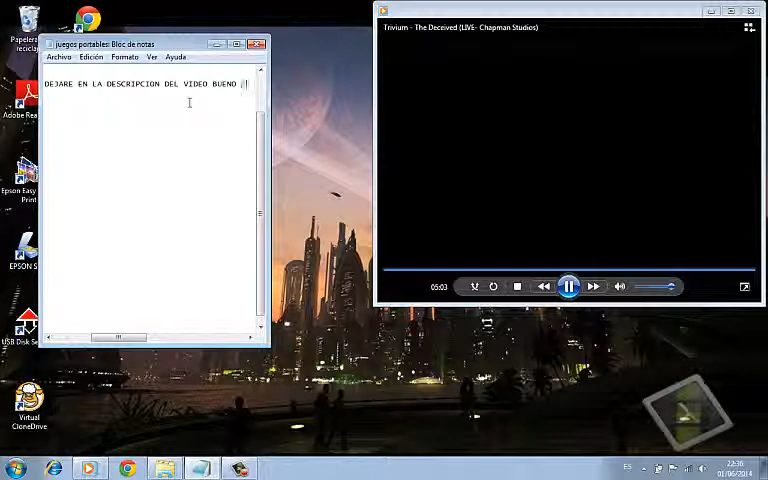 Papelera
reciclaj
juegos portables: Bloc de notas
Archivo Edición Formato Ver Ayuda
DEJARE EN LA DESCRIPCION DEL VIDEO BUENO
Trivium - The Deceived (LIVE- Chapman Studios)
05:03
Adobe Rea
Epson Easy
Print
EPSON S
USB Disk Se
Virtual
CloneDrive
ES
22:36
01/06/2014